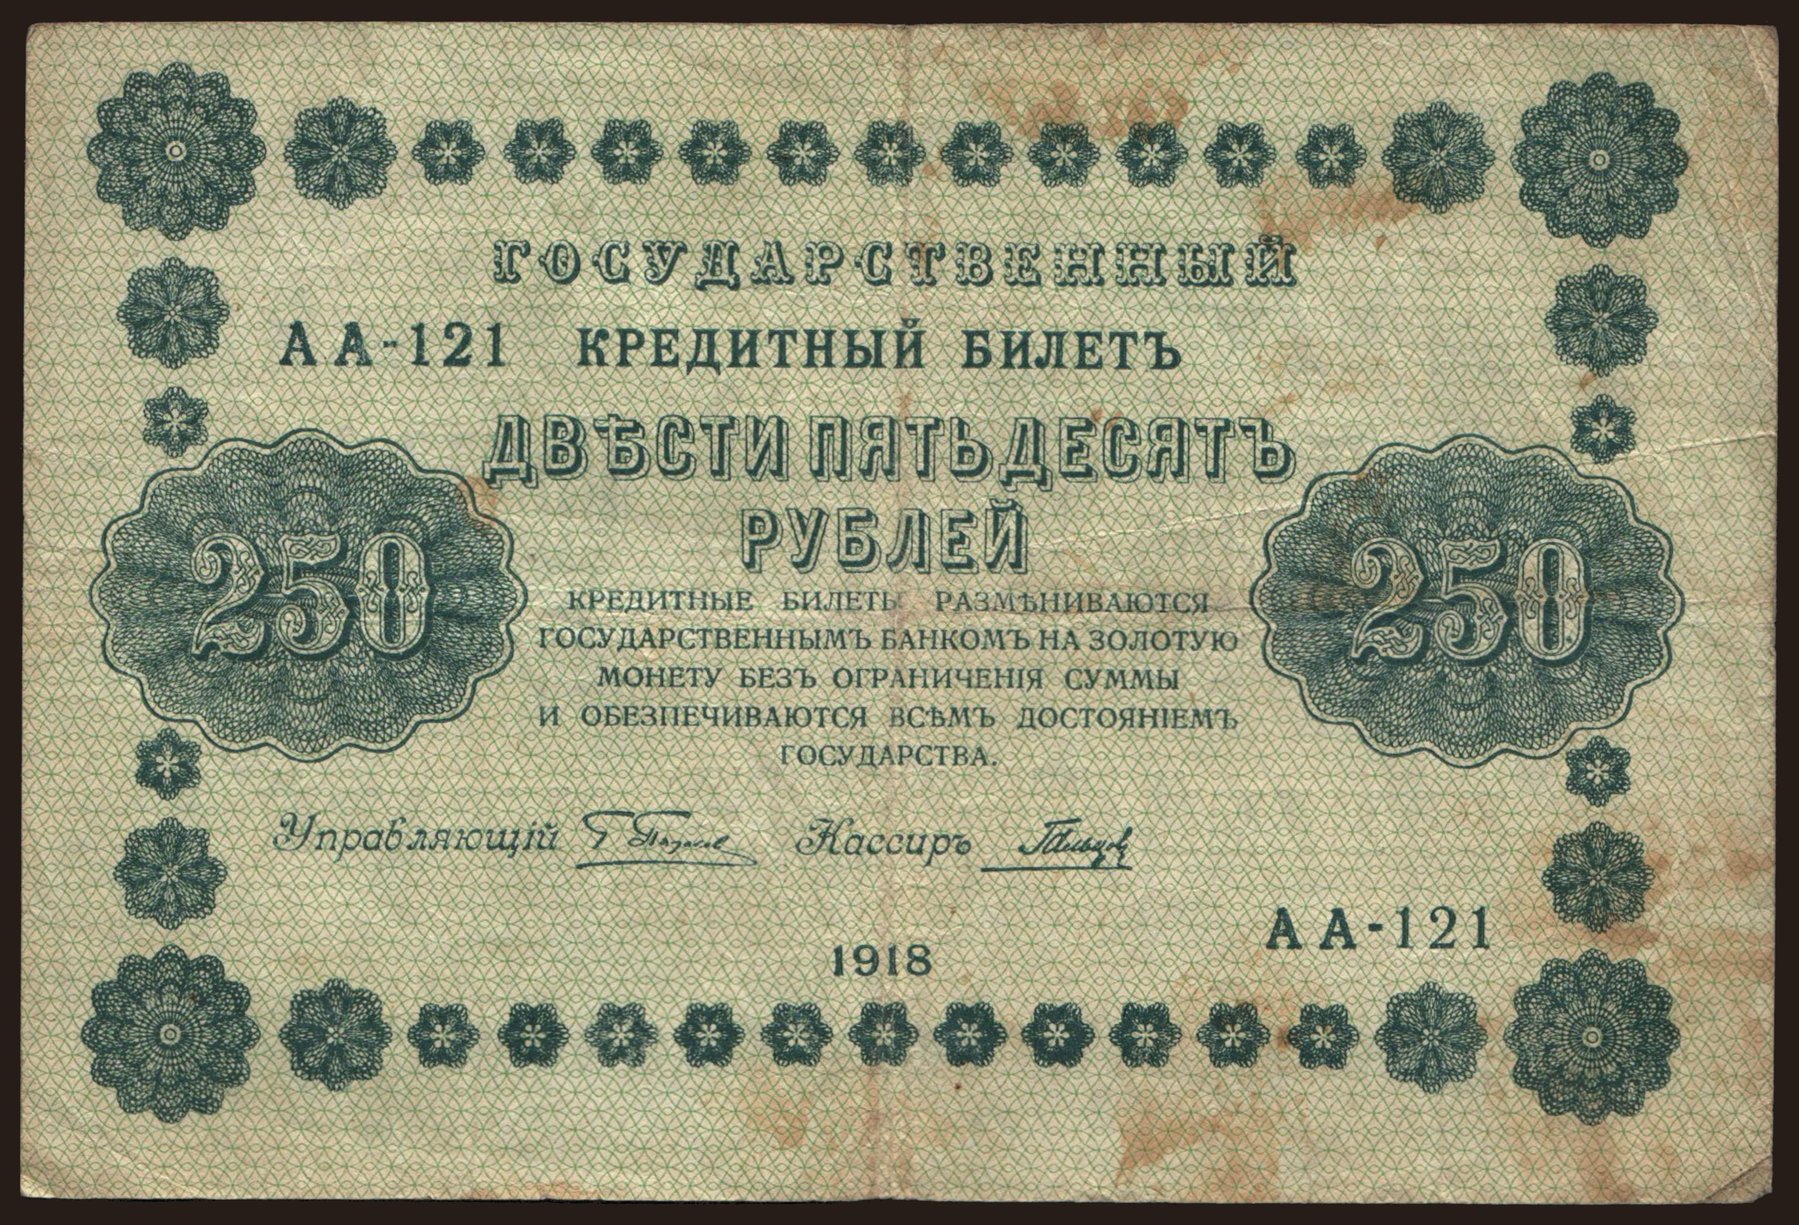 ГОСУДАРСТВЕННЫЙ
АА-121 КРЕДИТНЫЙ БИЛЕТЪ
ДВѢСТИ ПЯТЬДЕСЯТЪ
РУБЛЕЙ
250
250
КРЕДИТНЫЕ БИЛЕТЫ РАЗМѢНИВАЮТСЯ
ГОСУДАРСТВЕННЫМЪ БАНКОМЪ НА ЗОЛОТУЮ
МОНЕТУ БЕЗЪ ОГРАНИЧЕНІЯ СУММЫ
И ОБЕЗПЕЧИВАЮТСЯ ВСѢМЪ ДОСТОЯНІЕМЪ
ГОСУДАРСТВА.
Управляющій Кассиръ
АА-121
1918